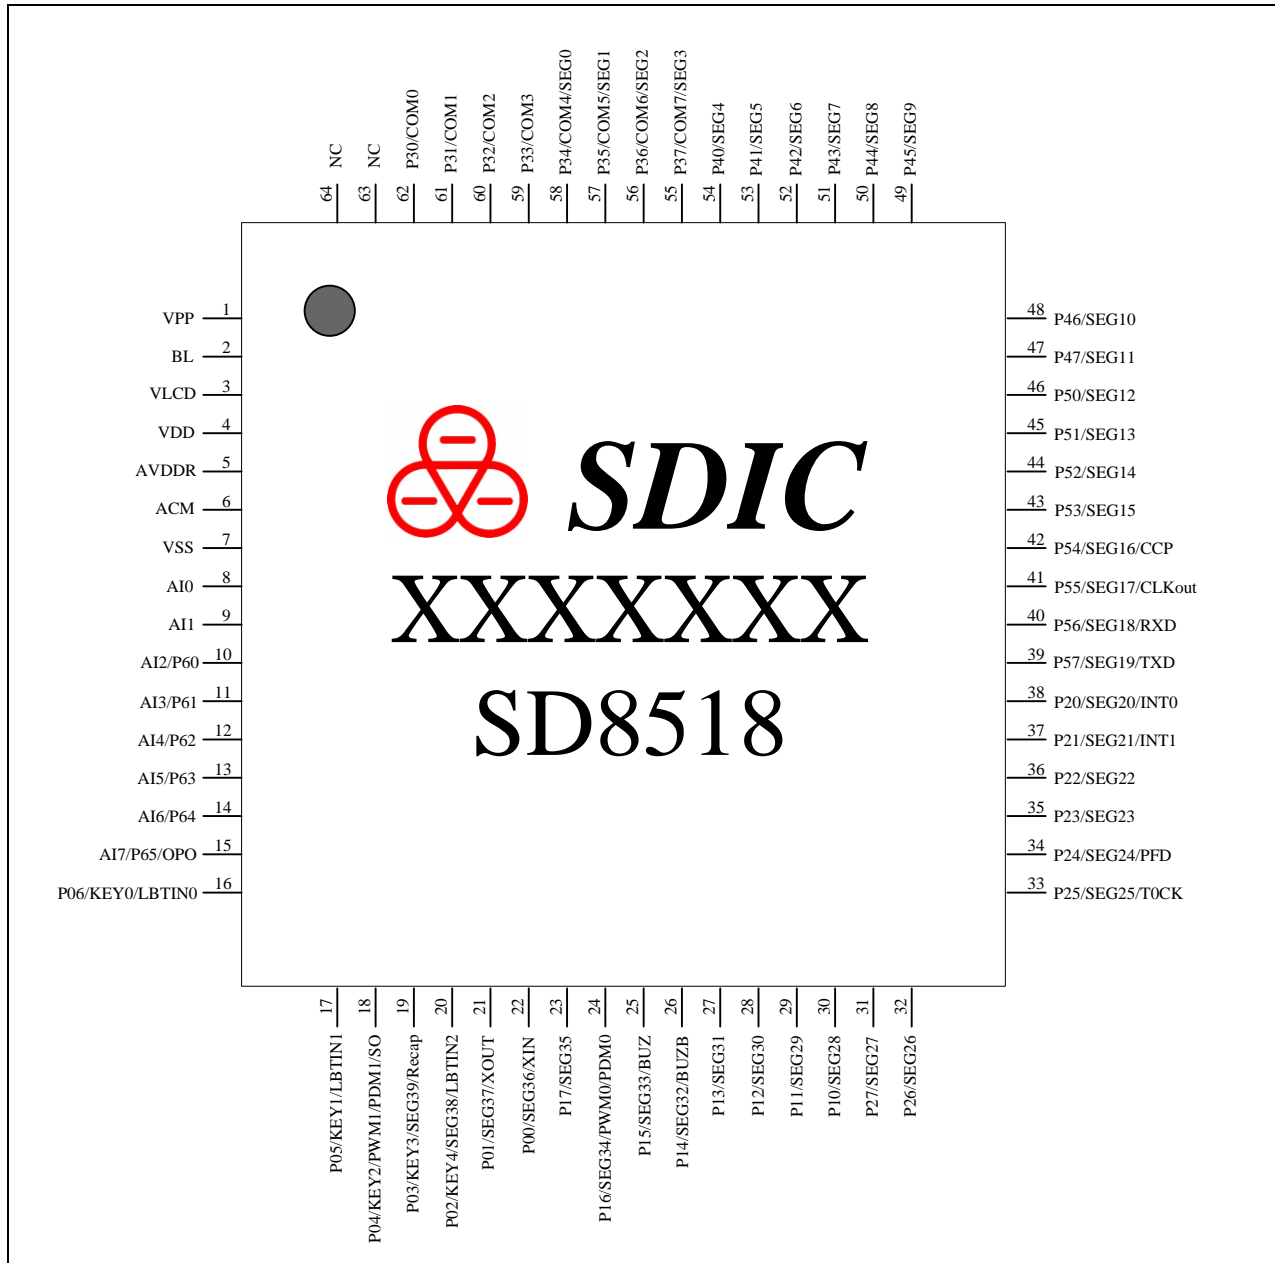 64 NC
63 NC
62 P30/COM0
61 P31/COM1
60 P32/COM2
59 P33/COM3
58 P34/COM4/SEG0
57 P35/COM5/SEG1
56 P36/COM6/SEG2
55 P37/COM7/SEG3
54 P40/SEG4
53 P41/SEG5
52 P42/SEG6
51 P43/SEG7
50 P44/SEG8
49 P45/SEG9
VPP 1
BL 2
VLCD 3
VDD 4
AVDDR 5
ACM 6
VSS 7
AI0 8
AI1 9
AI2/P60 10
AI3/P61 11
AI4/P62 12
AI5/P63 13
AI6/P64 14
AI7/P65/OPO 15
P06/KEY0/LBTIN0 16
SDIC
XXXXXXX
SD8518
48 P46/SEG10
47 P47/SEG11
46 P50/SEG12
45 P51/SEG13
44 P52/SEG14
43 P53/SEG15
42 P54/SEG16/CCP
41 P55/SEG17/CLKout
40 P56/SEG18/RXD
39 P57/SEG19/TXD
38 P20/SEG20/INT0
37 P21/SEG21/INT1
36 P22/SEG22
35 P23/SEG23
34 P24/SEG24/PFD
33 P25/SEG25/T0CK
17 P05/KEY1/LBTIN1
18 P04/KEY2/PWM1/PDM1/SO
19 P03/KEY3/SEG39/Recap
20 P02/KEY4/SEG38/LBTIN2
21 P01/SEG37/XOUT
22 P00/SEG36/XIN
23 P17/SEG35
24 P16/SEG34/PWM0/PDM0
25 P15/SEG33/BUZ
26 P14/SEG32/BUZB
27 P13/SEG31
28 P12/SEG30
29 P11/SEG29
30 P10/SEG28
31 P27/SEG27
32 P26/SEG26